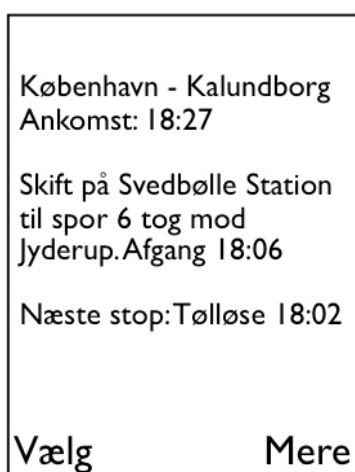 København - Kalundborg
Ankomst: 18:27
Skift på Svedbølle Station
til spor 6 tog mod
Jyderup. Afgang 18:06
Næste stop: Tølløse 18:02
Vælg Mere